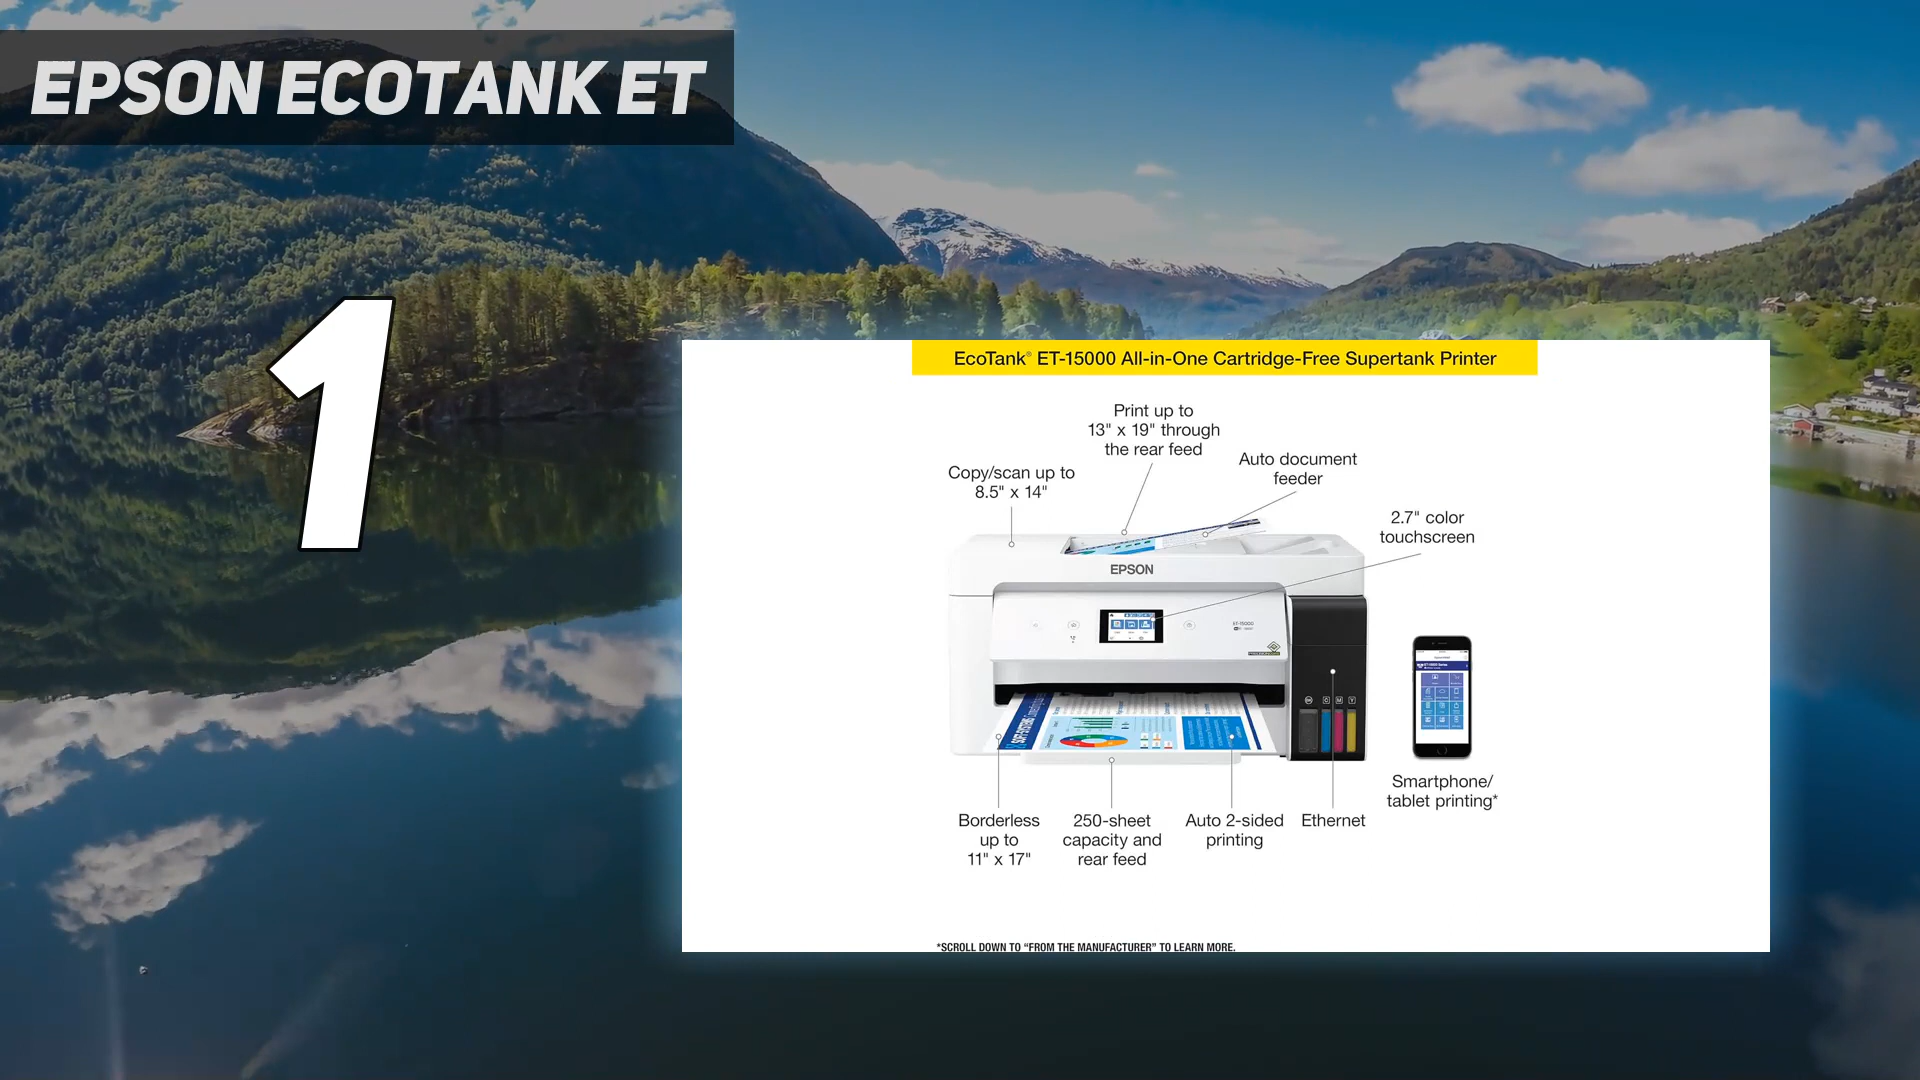 EPSON ECOTANK ET
1
EcoTank® ET-15000 All-in-One Cartridge-Free Supertank Printer
Print up to
13" x 19" through
the rear feed
Copy/scan up to
8.5" x 14"
Auto document
feeder
2.7" color
touchscreen
EPSON
ET-15000
C M Y
Smartphone/
tablet printing*
Borderless
up to
11" x 17"
250-sheet
capacity and
rear feed
Auto 2-sided
printing
Ethernet
*SCROLL DOWN TO “FROM THE MANUFACTURER” TO LEARN MORE.